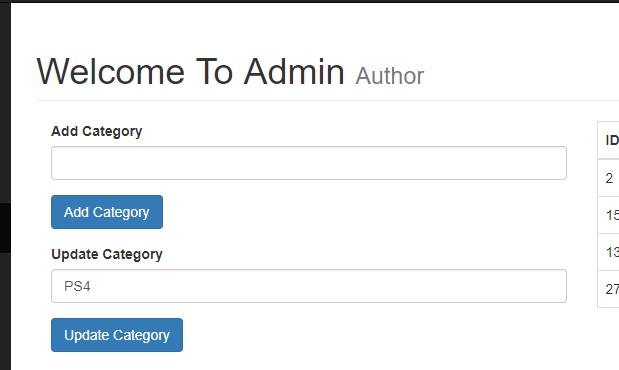 Welcome To Admin Author
Add Category
Add Category
Update Category
PS4
Update Category
ID
2
15
13
27